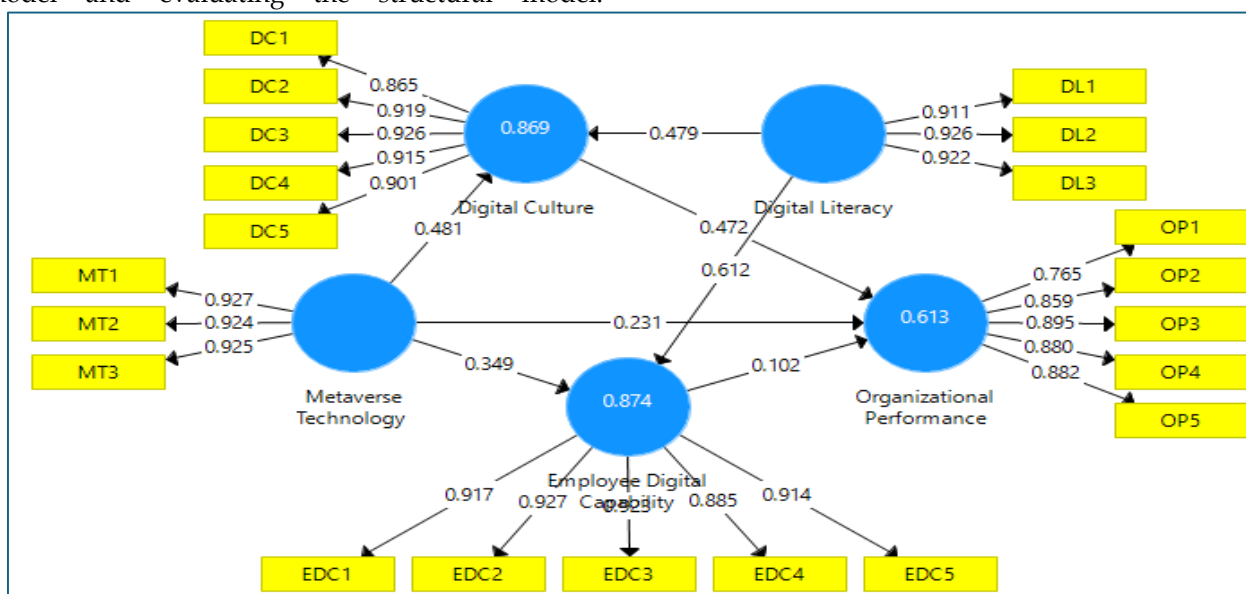 model and evaluating the structural model.
DC1
DC2
DC3
DC4
DC5
0.865
0.919
0.926
0.915
0.901
0.869
Digital Culture
0.479
Digital Literacy
0.911
0.926
0.922
DL1
DL2
DL3
0.481
0.472
0.612
MT1
MT2
MT3
0.927
0.924
0.925
Metaverse
Technology
0.231
0.349
0.102
0.613
Organizational
Performance
0.765
0.859
0.895
0.880
0.882
OP1
OP2
OP3
OP4
OP5
0.874
Employee Digital
Capability
0.917
0.927
0.923
0.885
0.914
EDC1
EDC2
EDC3
EDC4
EDC5